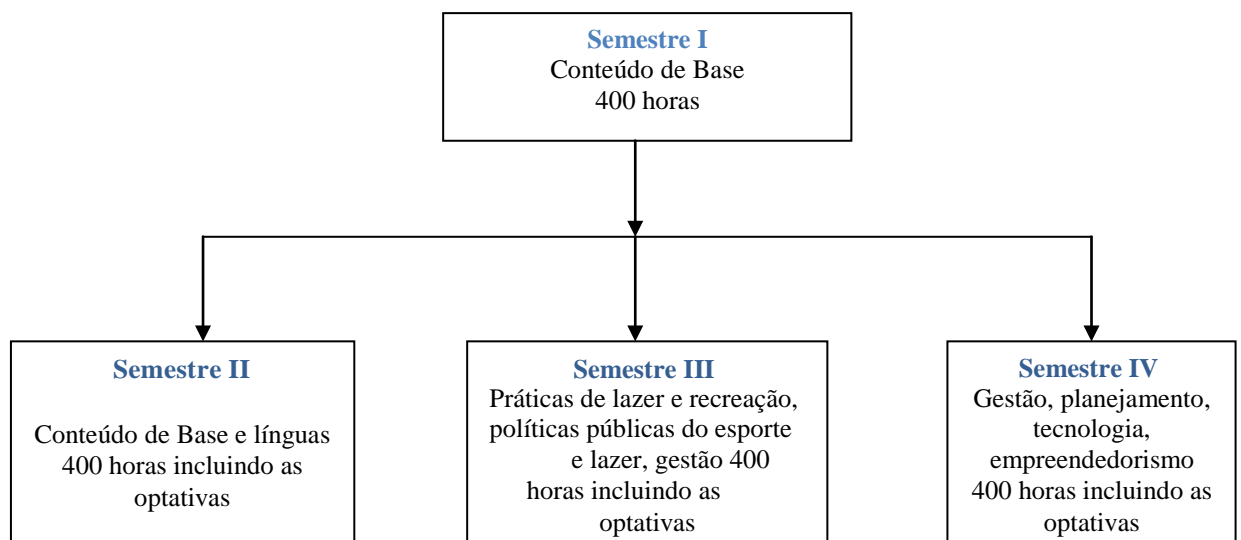 Semestre I
Conteúdo de Base
400 horas
Semestre II
Conteúdo de Base e línguas
400 horas incluindo as
optativas
Semestre III
Práticas de lazer e recreação,
políticas públicas do esporte
e lazer, gestão 400
horas incluindo as
optativas
Semestre IV
Gestão, planejamento,
tecnologia,
empreendedorismo
400 horas incluindo as
optativas